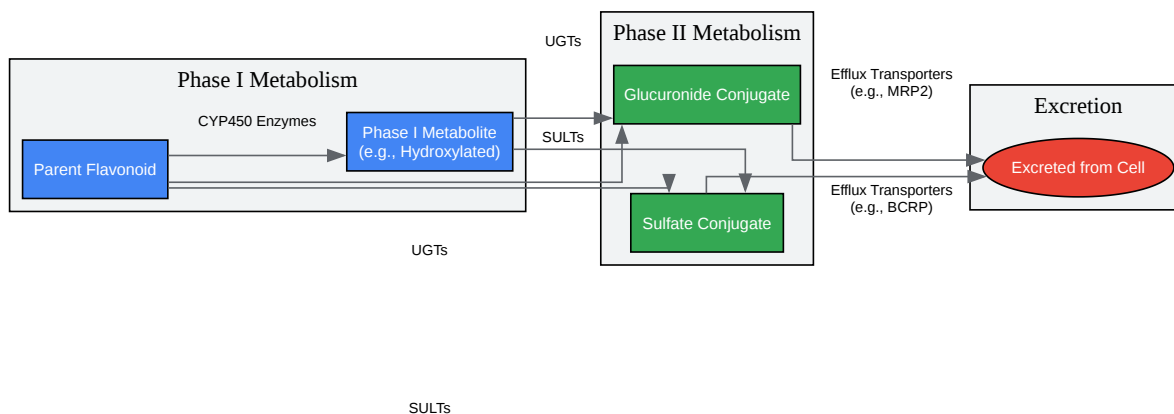 UGTs
Phase II Metabolism
Phase I Metabolism
Glucuronide Conjugate
Efflux Transporters
(e.g., MRP2)
Excretion
CYP450 Enzymes
Phase I Metabolite
(e.g., Hydroxylated)
SULTs
Parent Flavonoid
Excreted from Cell
Efflux Transporters
(e.g., BCRP)
Sulfate Conjugate
UGTs
SULTs